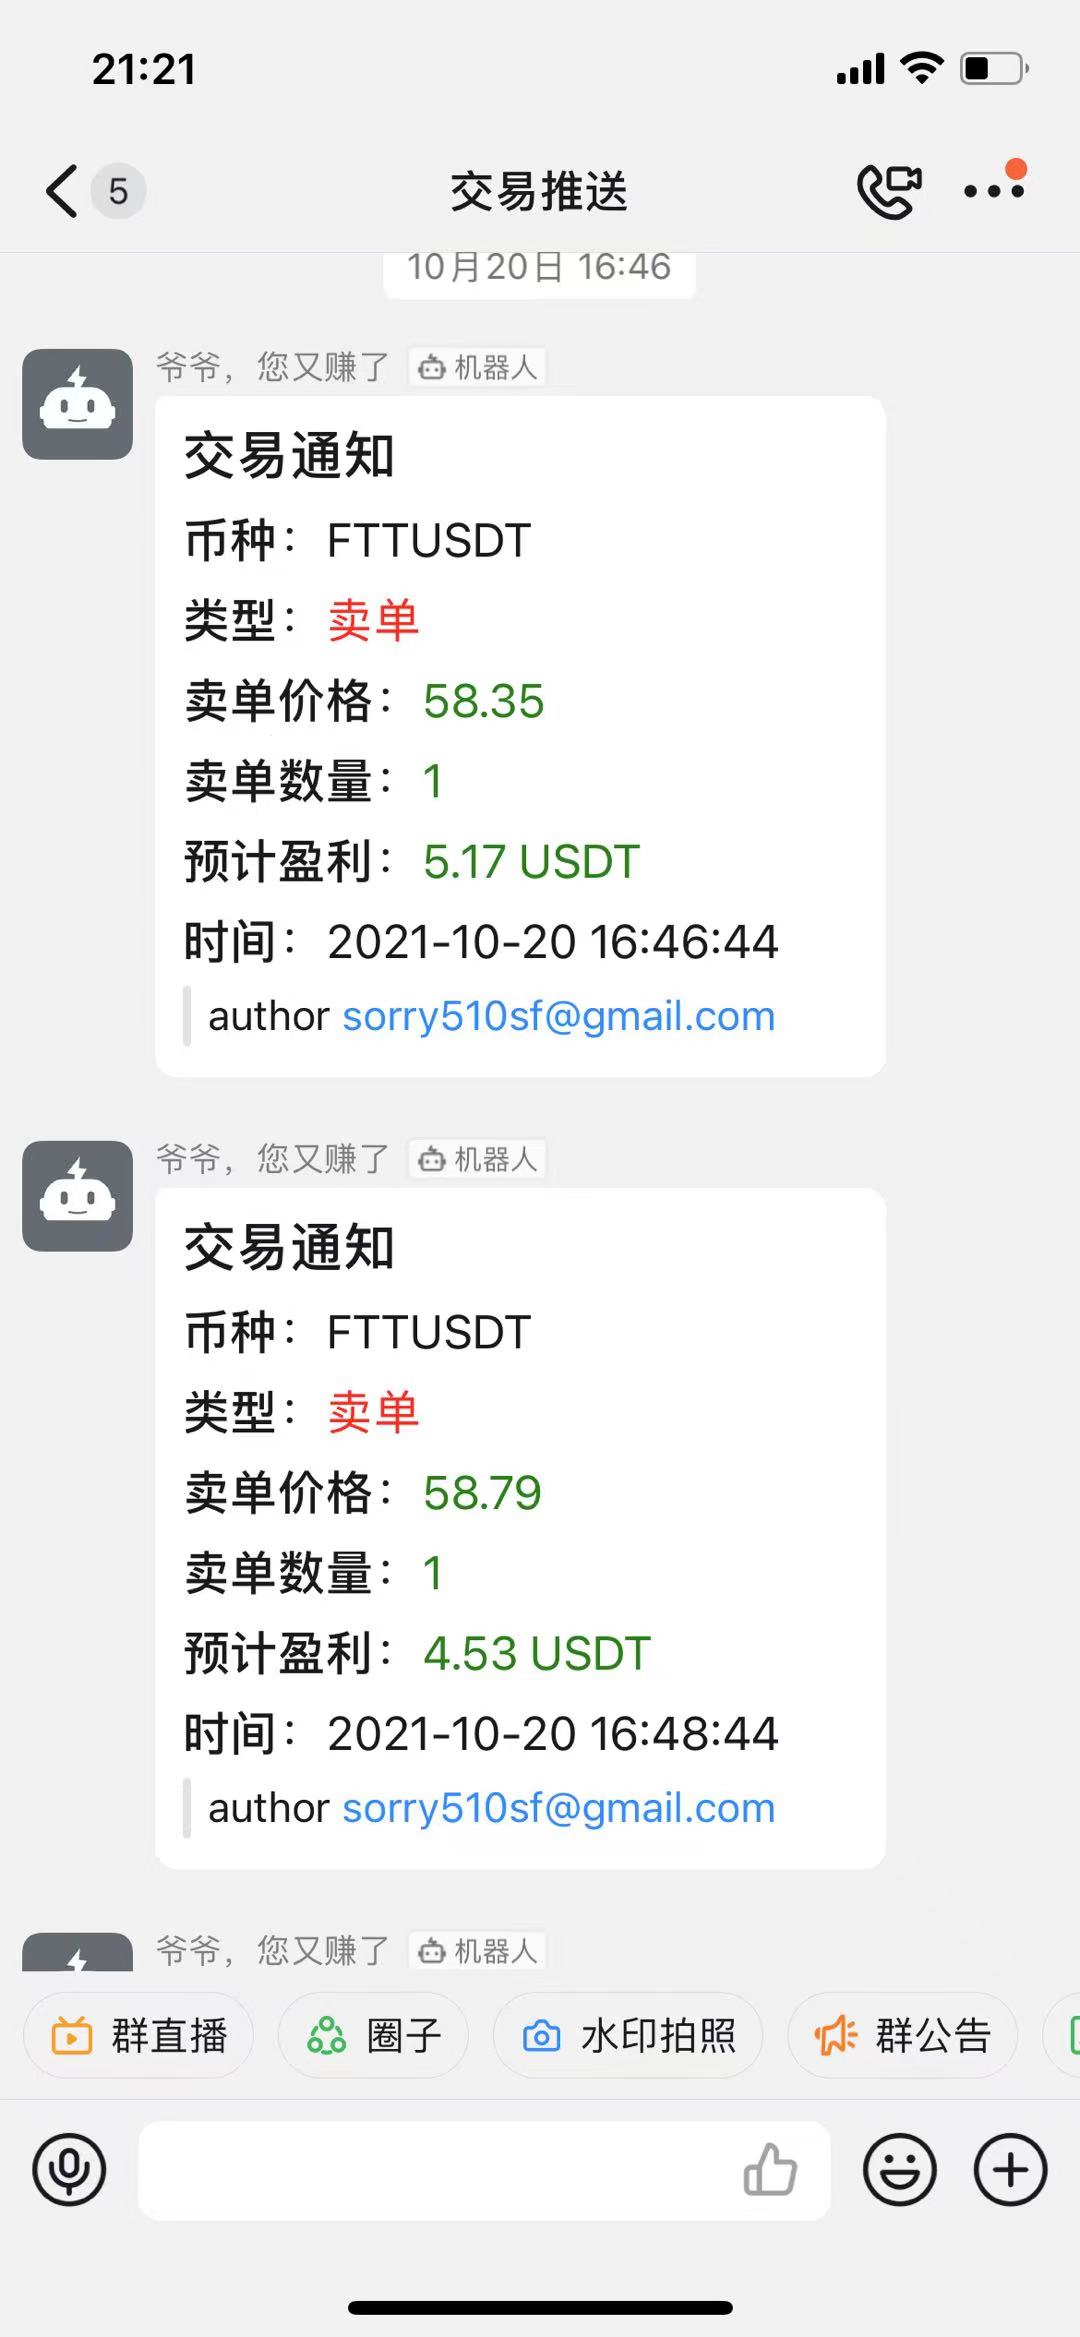 21:21
5
交易推送
10月20日 16:46
爷爷，您又赚了 机器人
交易通知
币种： FTTUSDT
类型： 卖单
卖单价格： 58.35
卖单数量： 1
预计盈利： 5.17 USDT
时间： 2021-10-20 16:46:44
author sorry510sf@gmail.com
爷爷，您又赚了 机器人
交易通知
币种： FTTUSDT
类型： 卖单
卖单价格： 58.79
卖单数量： 1
预计盈利： 4.53 USDT
时间： 2021-10-20 16:48:44
author sorry510sf@gmail.com
爷爷，您又赚了 机器人
群直播 圈子 水印拍照 群公告